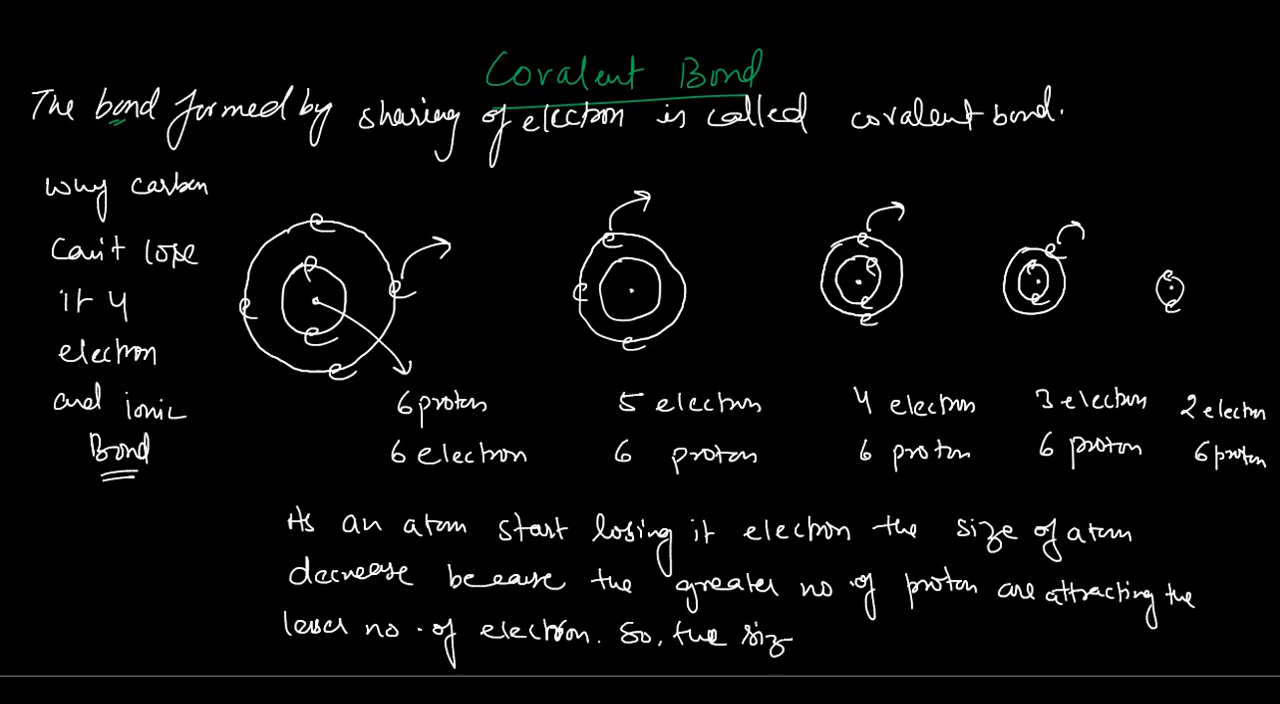 Covalent Bond
The bond formed by sharing of electron is called covalent bond.
Why carbon
can't lose
it 4
electron
and ionic
Bond
e e e e e e
e e e
e e e e
e e e
e e
6 proton 5 electron 4 electron 3 electron 2 electron
6 electron 6 proton 6 proton 6 proton 6 proton
As an atom start losing it electron the size of atom
decrease because the greater no. of proton are attracting the
lesser no. of electron. So, the siz